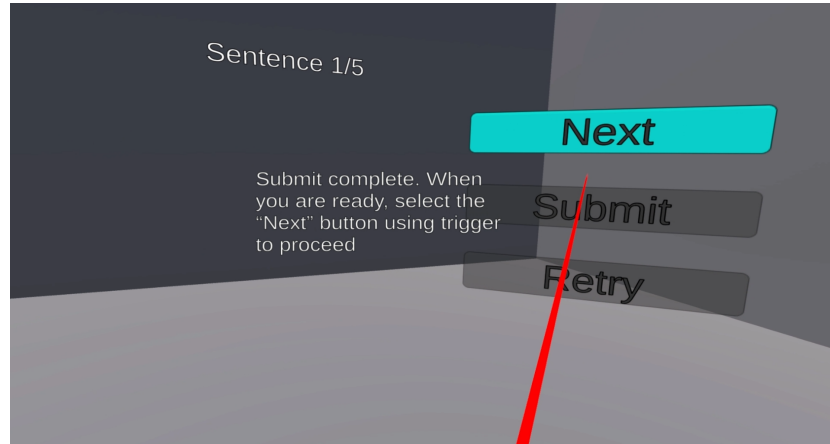 Sentence 1/5
Next
Submit complete. When
you are ready, select the
“Next” button using trigger
to proceed
Submit
Retry